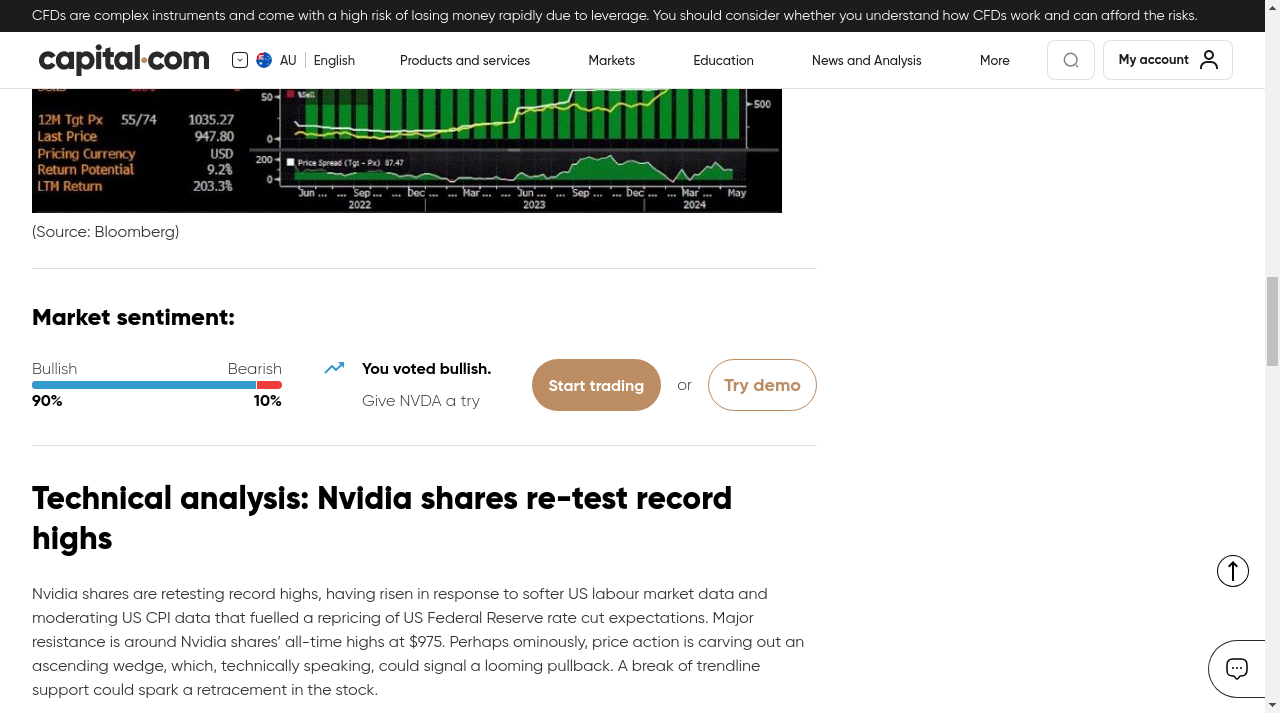 CFDs are complex instruments and come with a high risk of losing money rapidly due to leverage. You should consider whether you understand how CFDs work and can afford the risks.
capital.com
AU
English
Products and services
Markets
Education
News and Analysis
More
My account
12M Tgt Px 55/74 1035.27
Last Price 947.80
Pricing Currency USD
Return Potential 9.2%
LTM Return 203.3%
50
%Sell
500
0
200
Price Spread (Tgt - Px) 87.47
0
Jun ... ... Sep ... ... Dec ... Mar ... Jun ... ... Sep ... ... Dec ... Mar ... May
2022 2023 2024
(Source: Bloomberg)
Market sentiment:
Bullish Bearish
90% 10%
You voted bullish.
Give NVDA a try
Start trading
or
Try demo
Technical analysis: Nvidia shares re-test record
highs
Nvidia shares are retesting record highs, having risen in response to softer US labour market data and
moderating US CPI data that fuelled a repricing of US Federal Reserve rate cut expectations. Major
resistance is around Nvidia shares’ all-time highs at $975. Perhaps ominously, price action is carving out an
ascending wedge, which, technically speaking, could signal a looming pullback. A break of trendline
support could spark a retracement in the stock.